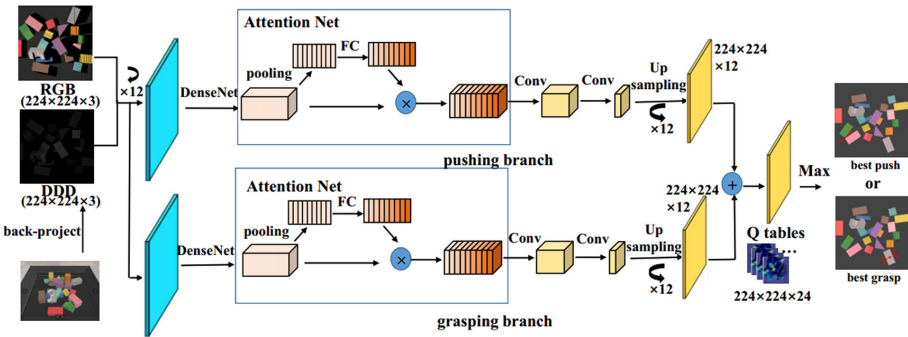 RGB
(224×224×3)
DDD
(224×224×3)
back-project
×12
DenseNet
Attention Net
pooling
FC
×
Conv
Conv
Up
sampling
×12
224×224
×12
pushing branch
DenseNet
Attention Net
pooling
FC
×
Conv
Conv
Up
sampling
×12
224×224
×12
grasping branch
+
Q tables
...
224×224×24
Max
best push
or
best grasp